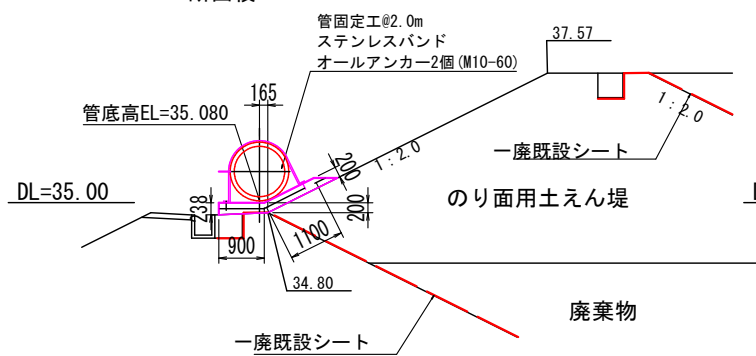 管固定工@2.0m
ステンレスバンド
オールアンカー2個(M10-60)
37.57
165
管底高EL=35.080
1:2.0
200
1:2.0
一廃既設シート
DL=35.00
238
200
のり面用土えん堤
900
1100
34.80
廃棄物
一廃既設シート